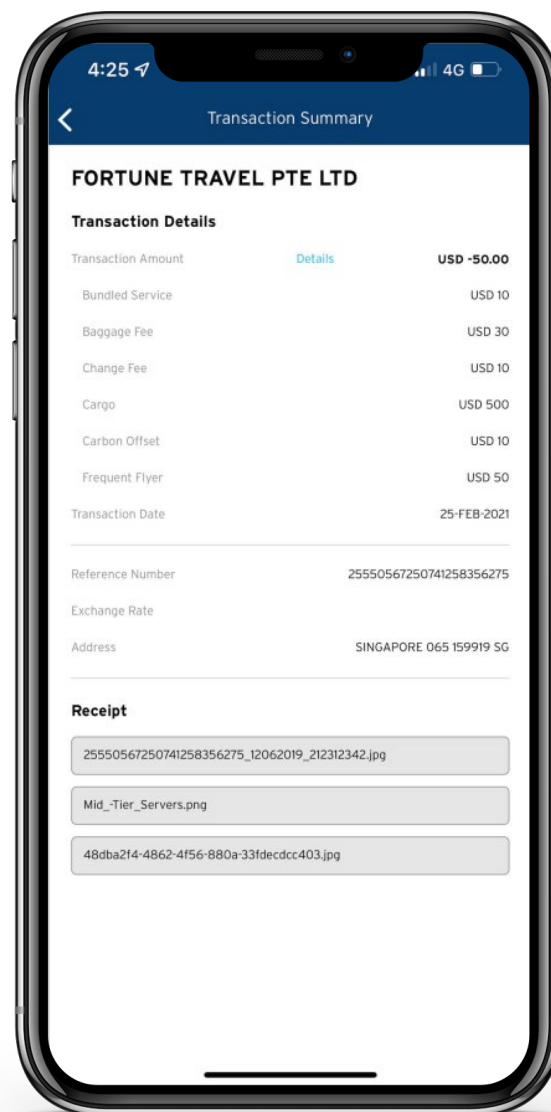 4:25 4G
Transaction Summary
FORTUNE TRAVEL PTE LTD
Transaction Details
Transaction Amount Details USD -50.00
Bundled Service USD 10
Baggage Fee USD 30
Change Fee USD 10
Cargo USD 500
Carbon Offset USD 10
Frequent Flyer USD 50
Transaction Date 25-FEB-2021
Reference Number 25550567250741258356275
Exchange Rate
Address SINGAPORE 065 159919 SG
Receipt
25550567250741258356275_12062019_212312342.jpg
Mid_-Tier_Servers.png
48dba2f4-4862-4f56-880a-33fdecdcc403.jpg